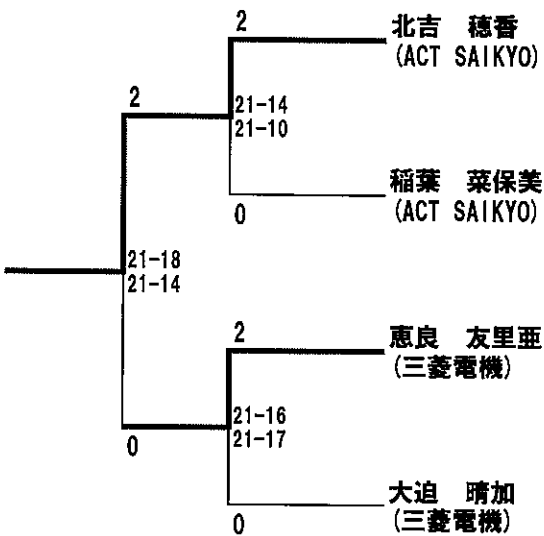 2
北吉 穂香
(ACT SAIKYO)
2
21-14
21-10
稲葉 菜保美
(ACT SAIKYO)
0
21-18
21-14
2
恵良 友里亜
(三菱電機)
21-16
21-17
0
大迫 晴加
(三菱電機)
0